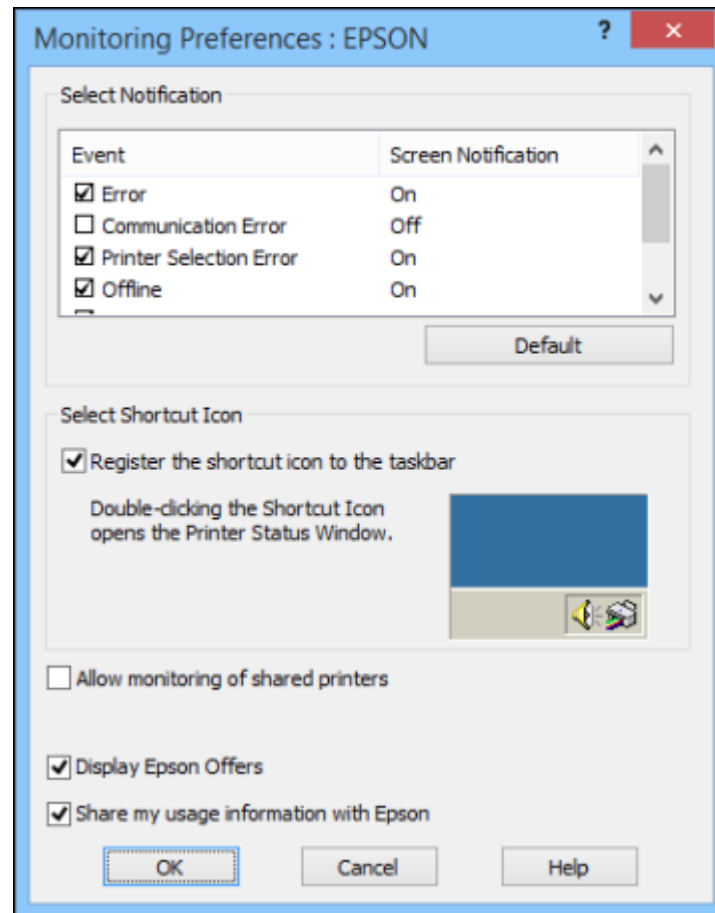 Monitoring Preferences : EPSON
?
Select Notification
Event Screen Notification
Error On
Communication Error Off
Printer Selection Error On
Offline On
Default
Select Shortcut Icon
Register the shortcut icon to the taskbar
Double-clicking the Shortcut Icon
opens the Printer Status Window.
Allow monitoring of shared printers
Display Epson Offers
Share my usage information with Epson
OK Cancel Help